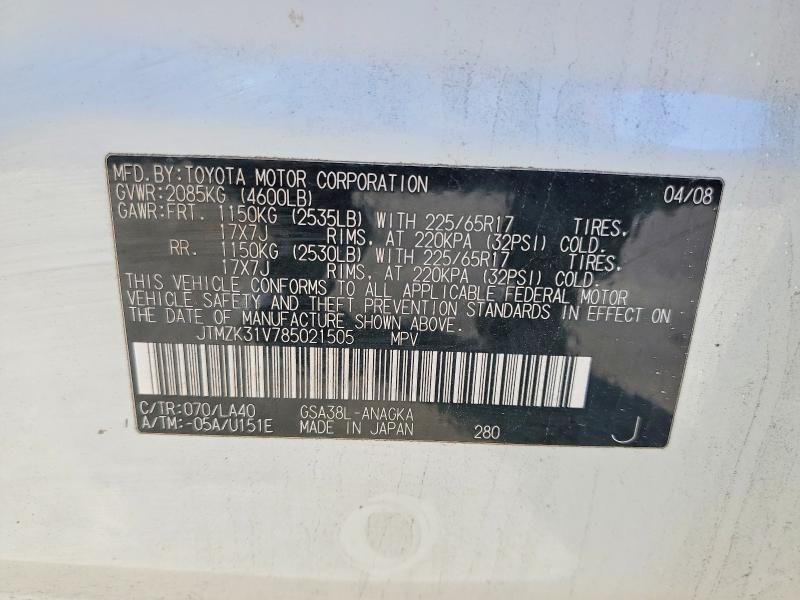 MFD.BY:TOYOTA MOTOR CORPORATION 04/08
GVWR:2085KG (4600LB)
GAWR:FRT. 1150KG (2535LB) WITH 225/65R17 TIRES,
17X7J RIMS, AT 220KPA (32PSI) COLD.
RR. 1150KG (2530LB) WITH 225/65R17 TIRES,
17X7J RIMS, AT 220KPA (32PSI) COLD.
THIS VEHICLE CONFORMS TO ALL APPLICABLE FEDERAL MOTOR
VEHICLE SAFETY AND THEFT PREVENTION STANDARDS IN EFFECT ON
THE DATE OF MANUFACTURE SHOWN ABOVE.
JTMZK31V785021505 MPV
C/TR:070/LA40 GSA38L-ANAGKA
A/TM:-05A/U151E MADE IN JAPAN 280 J